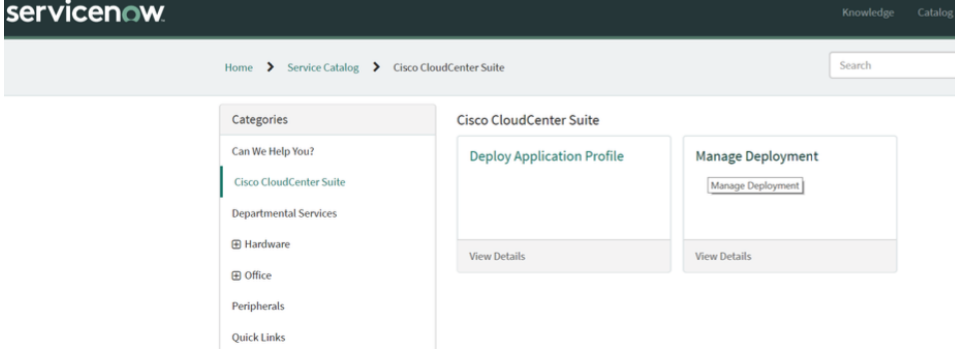 servicenow
Knowledge Catalog
Home > Service Catalog > Cisco CloudCenter Suite
Search
Categories
Can We Help You?
Cisco CloudCenter Suite
Departmental Services
Hardware
Office
Peripherals
Quick Links
Cisco CloudCenter Suite
Deploy Application Profile
View Details
Manage Deployment
Manage Deployment
View Details